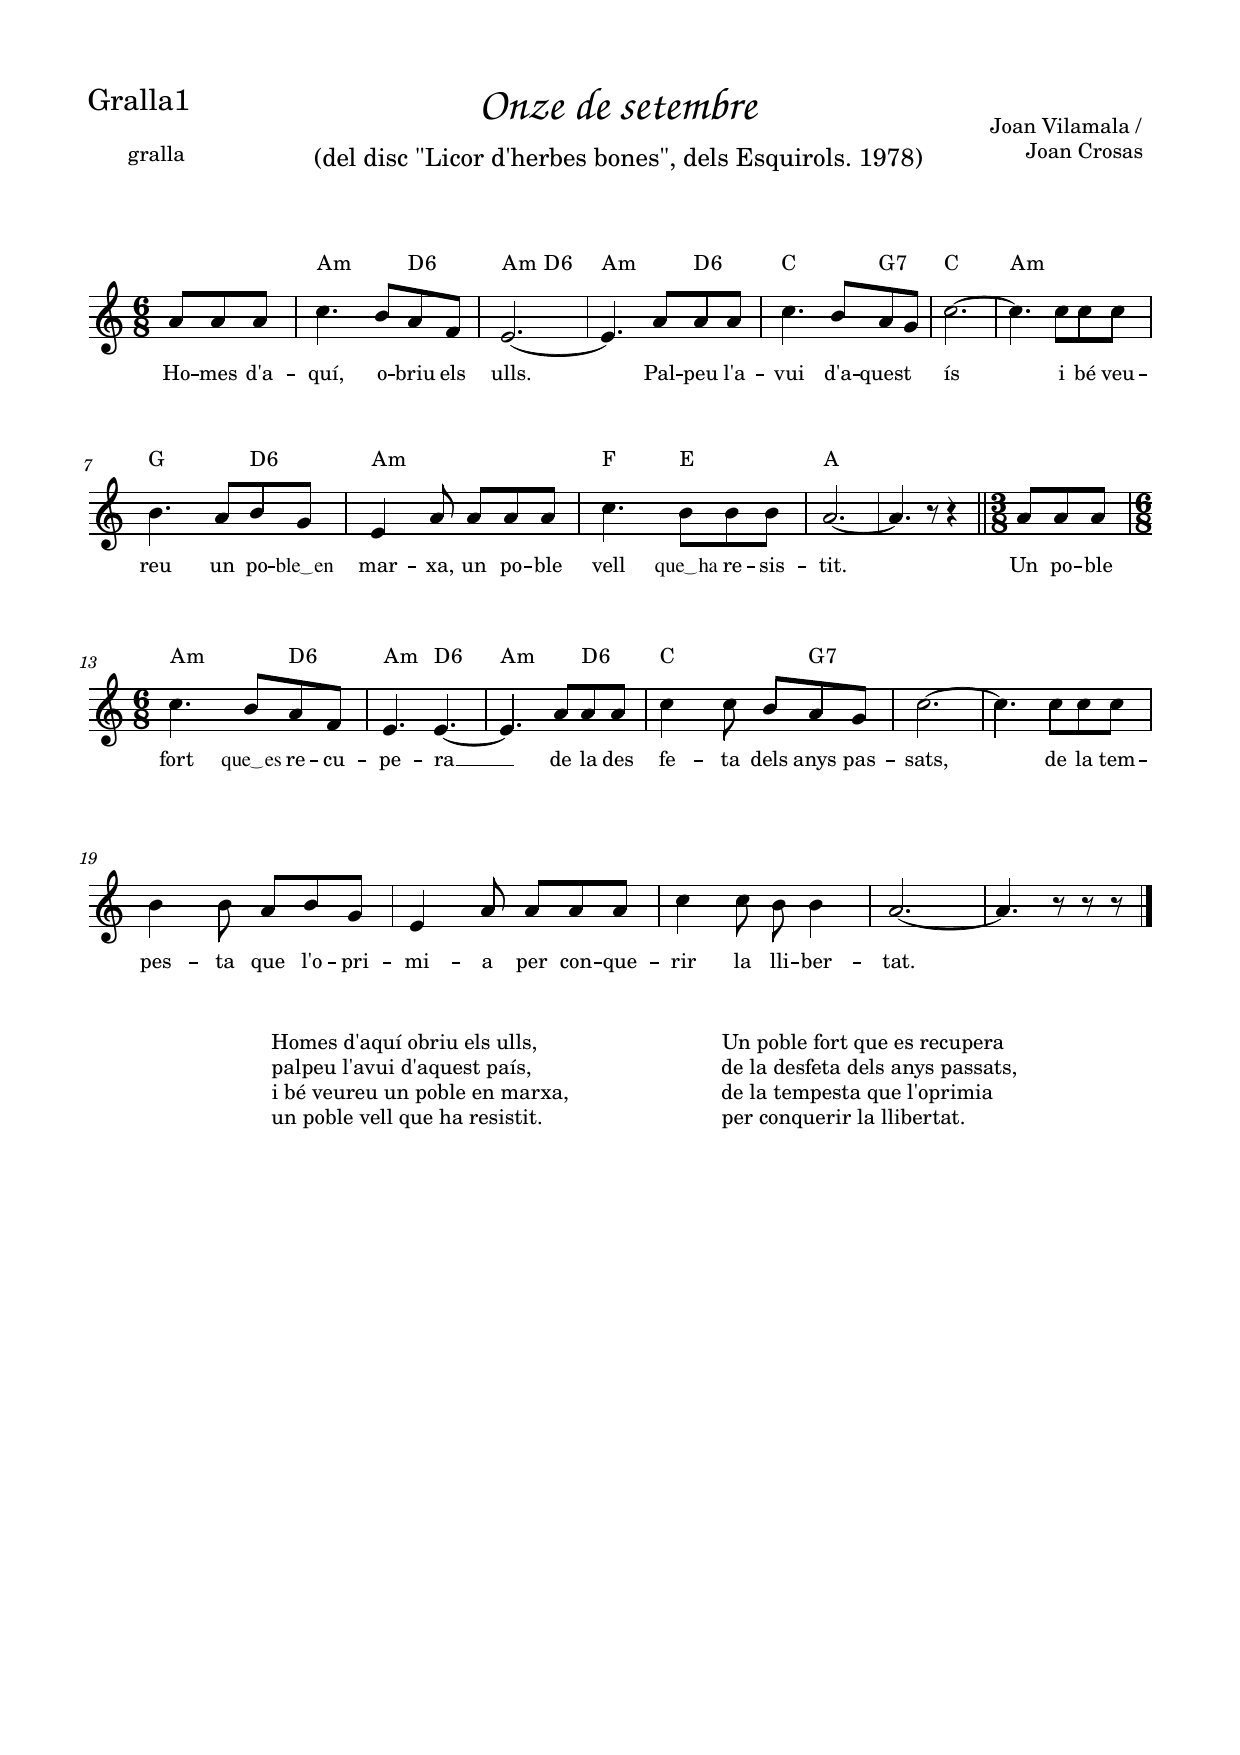 Gralla1
Onze de setembre
Joan Vilamala /
Joan Crosas
gralla
(del disc "Licor d'herbes bones", dels Esquirols. 1978)
Am D6 Am D6 Am D6 C G7 C Am
6 8
Ho – mes d'a – quí, o – briu els ulls. Pal – peu l'a – vui d'a – quest ís i bé veu –
7
G D6 Am F E A
3 8 6 8
reu un po – ble‿en mar – xa, un po – ble vell que‿ha re – sis – tit. Un po – ble
13
Am D6 Am D6 Am D6 C G7
6 8
fort que‿es re – cu – pe – ra de la des fe – ta dels anys pas – sats, de la tem –
19
pes – ta que l'o – pri – mi – a per con – que – rir la lli – ber – tat.
Homes d'aquí obriu els ulls,
palpeu l'avui d'aquest país,
i bé veureu un poble en marxa,
un poble vell que ha resistit.
Un poble fort que es recupera
de la desfeta dels anys passats,
de la tempesta que l'oprimia
per conquerir la llibertat.